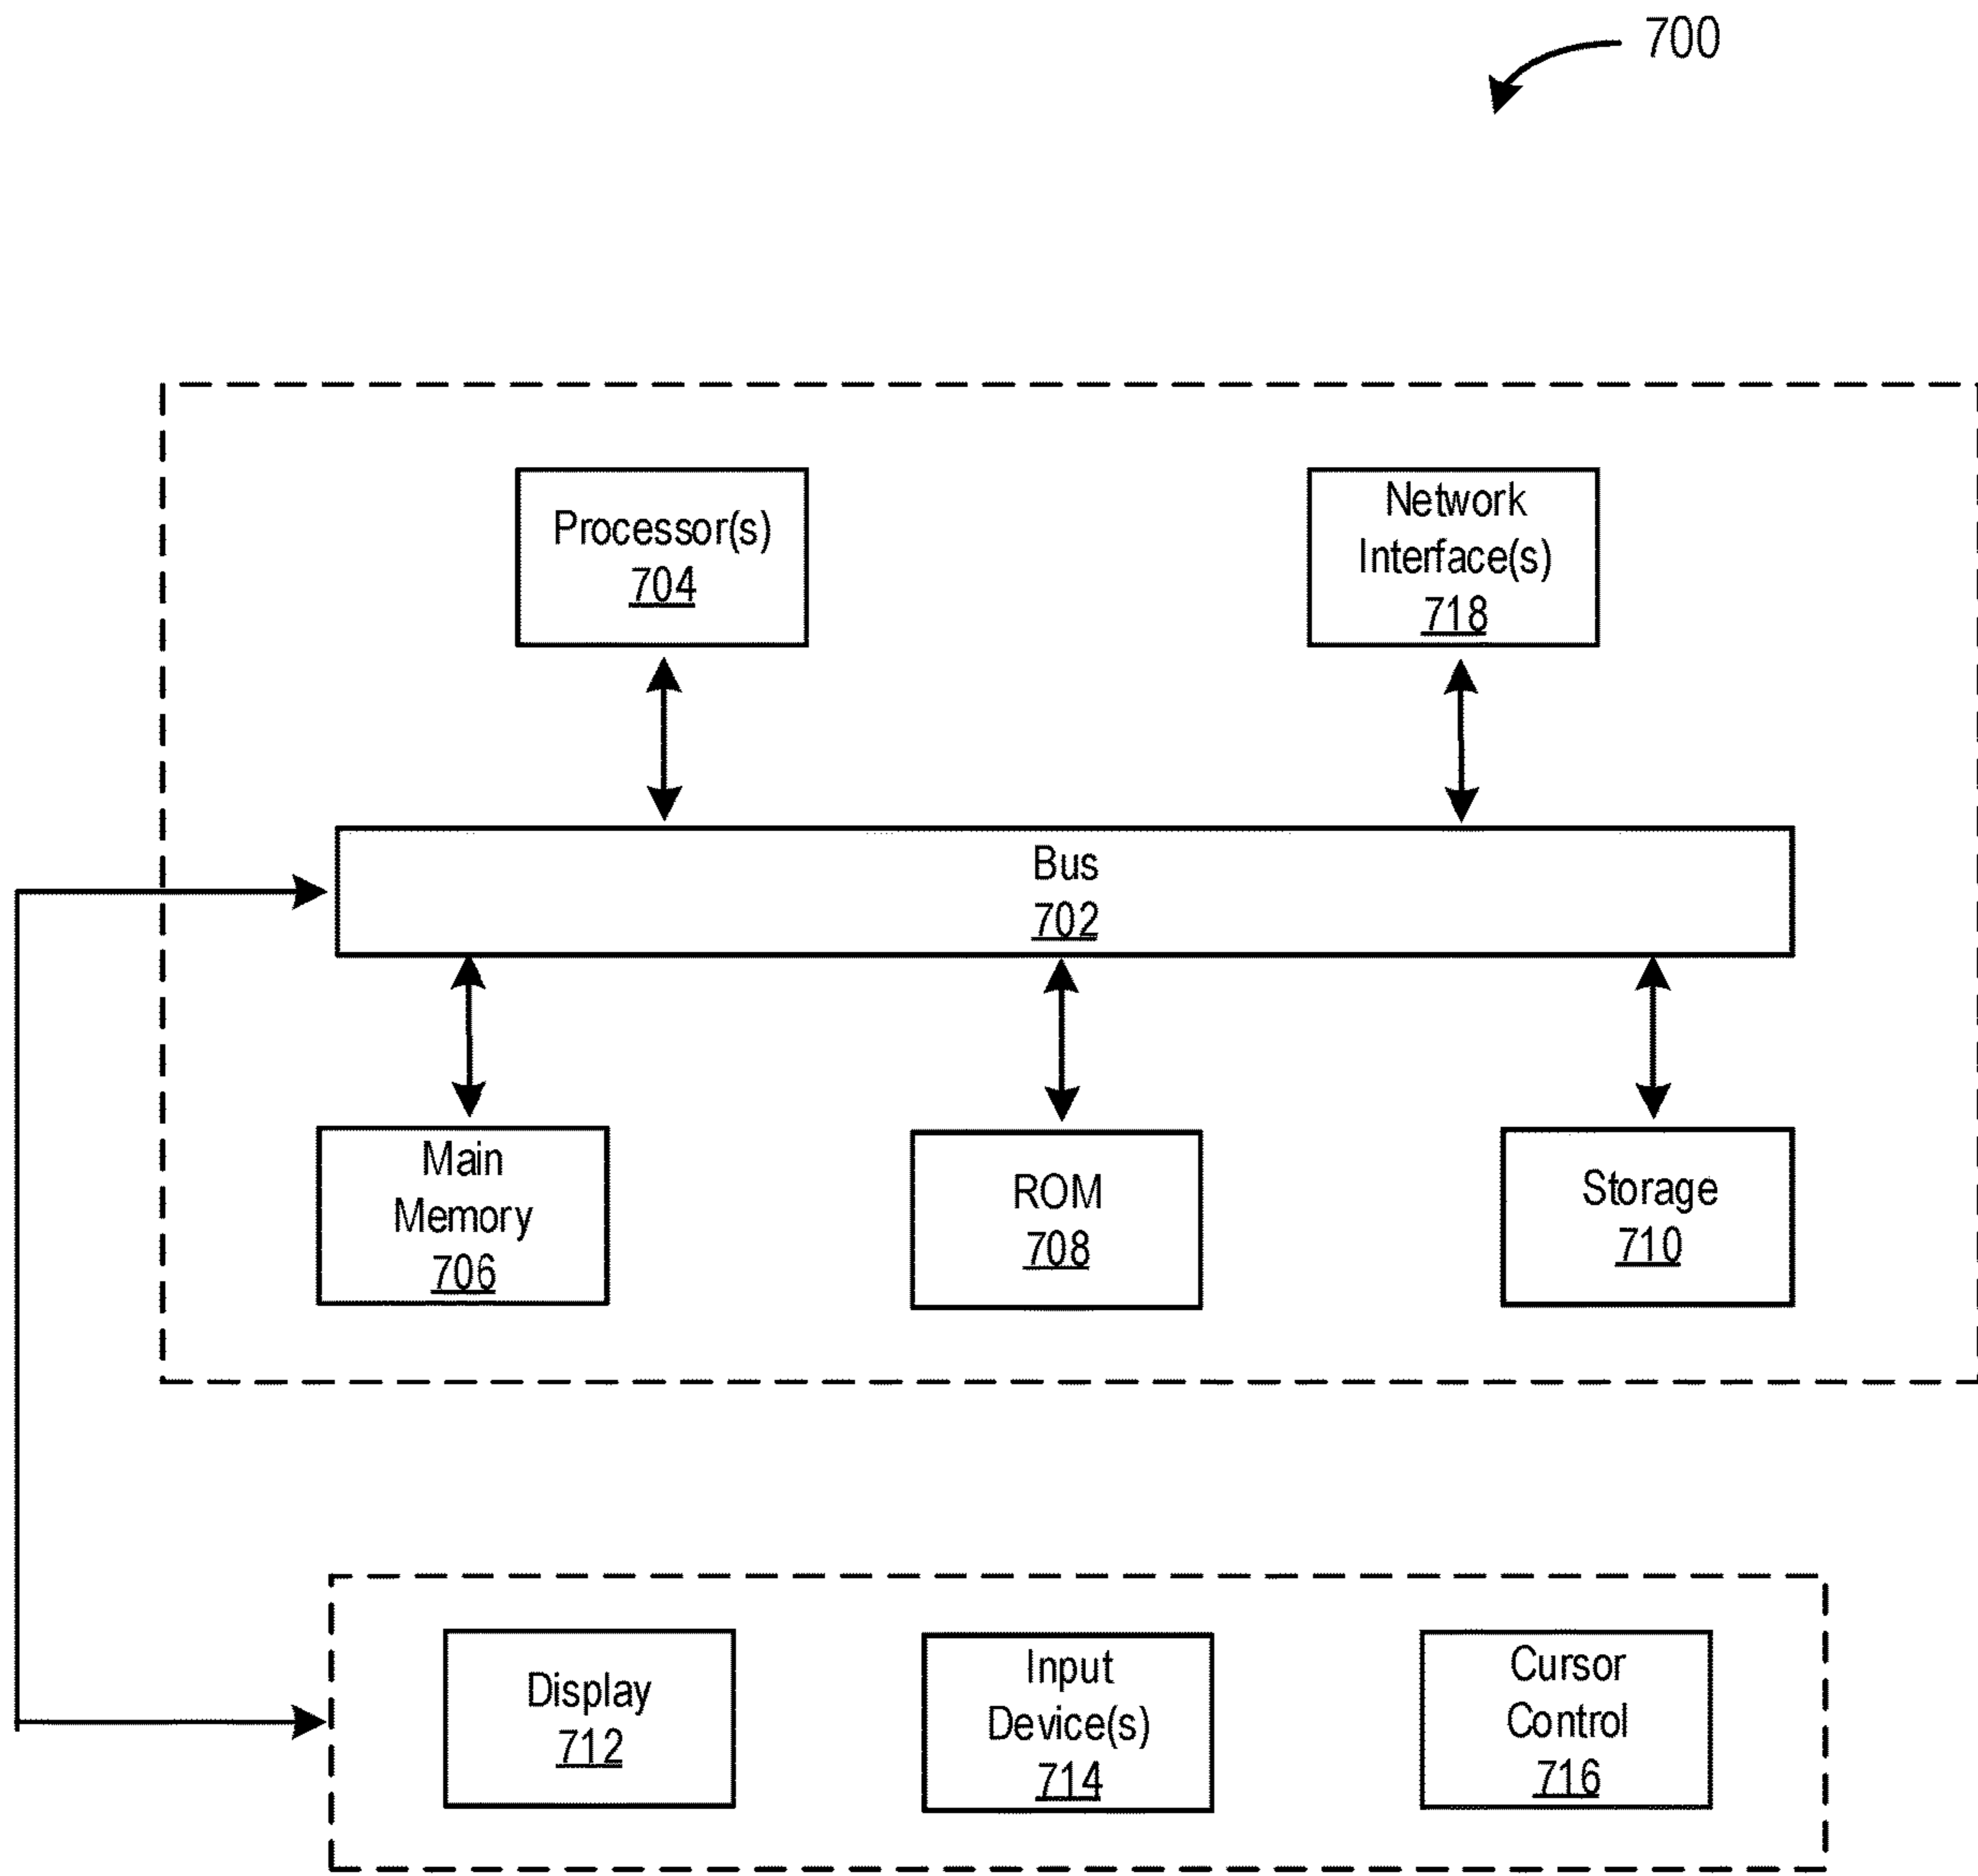 700
Processor(s)
704
Network
Interface(s)
718
Bus
702
Main
Memory
706
ROM
708
Storage
710
Display
712
Input
Device(s)
714
Cursor
Control
716